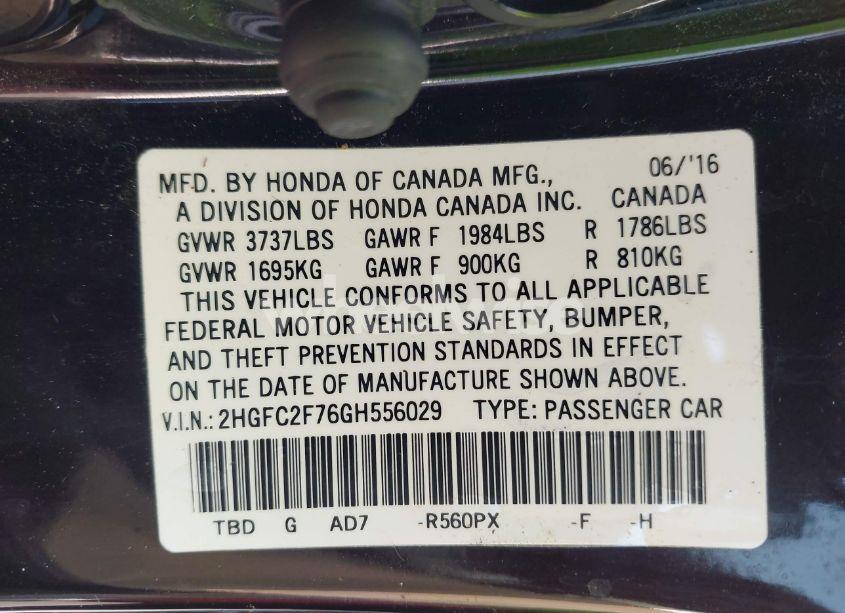 06/'16
MFD. BY HONDA OF CANADA MFG.,
A DIVISION OF HONDA CANADA INC. CANADA
GVWR 3737LBS GAWR F 1984LBS R 1786LBS
GVWR 1695KG GAWR F 900KG R 810KG
THIS VEHICLE CONFORMS TO ALL APPLICABLE
FEDERAL MOTOR VEHICLE SAFETY, BUMPER,
AND THEFT PREVENTION STANDARDS IN EFFECT
ON THE DATE OF MANUFACTURE SHOWN ABOVE.
V.I.N.: 2HGFC2F76GH556029 TYPE: PASSENGER CAR
TBD G AD7 -R560PX -F -H